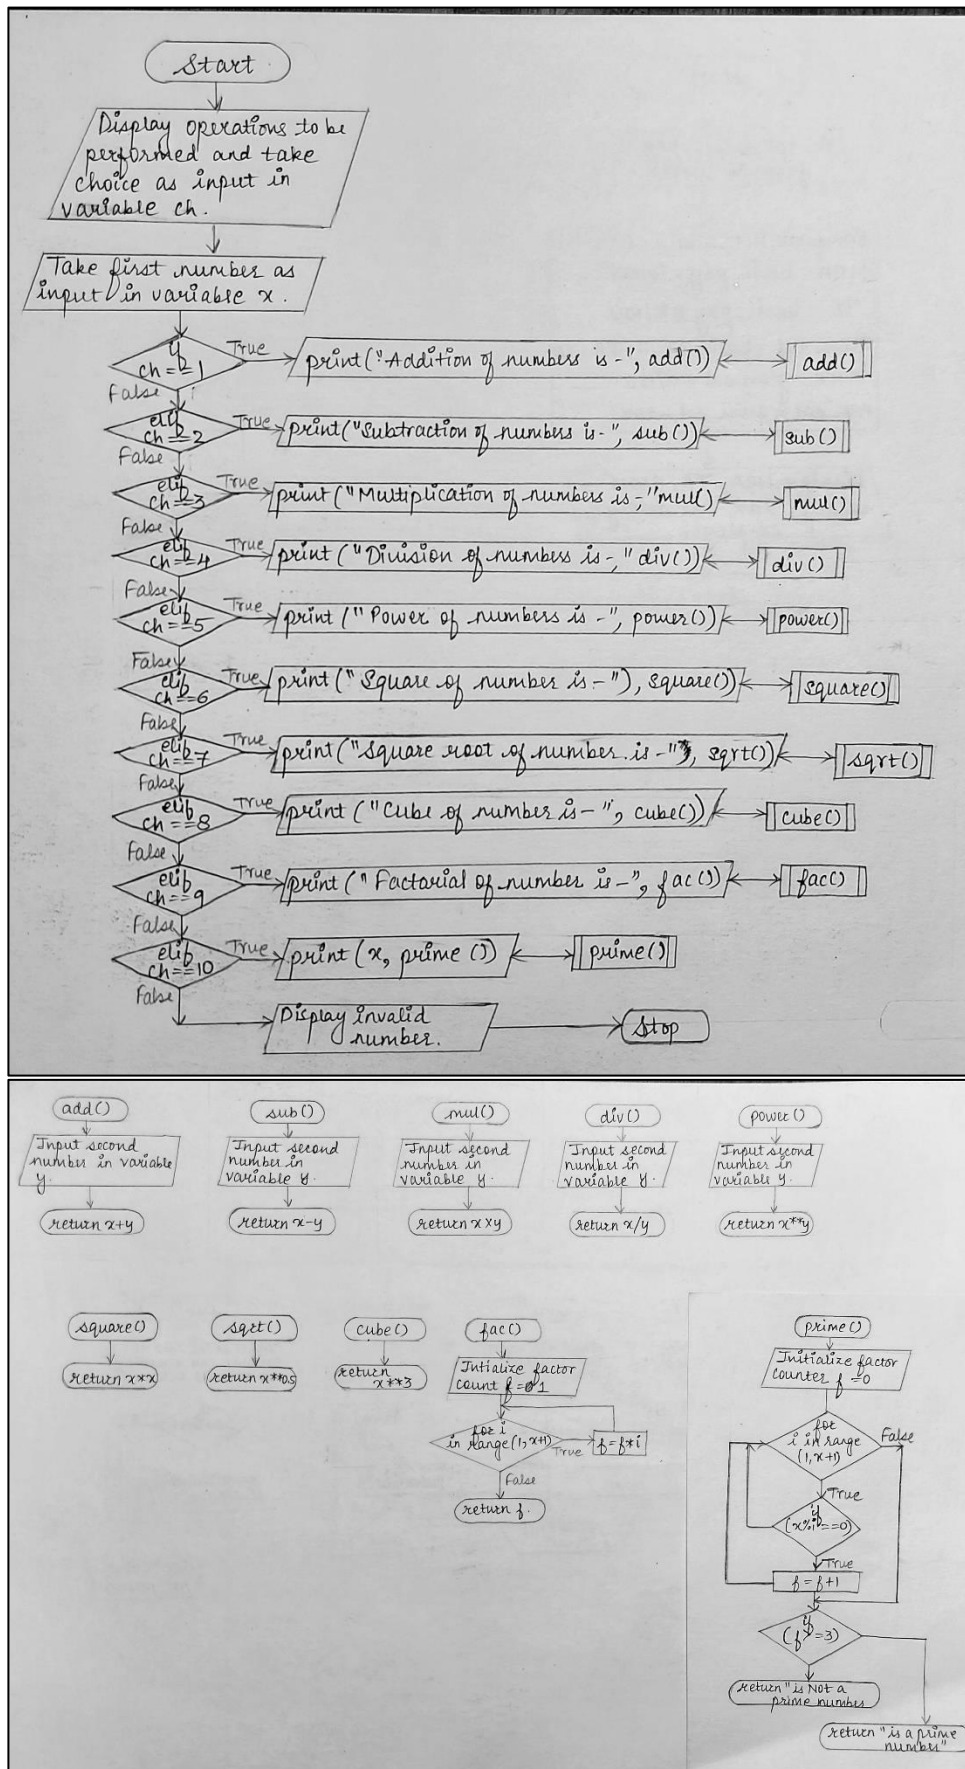 Start
Display operations to be
performed and take
choice as input in
variable ch.
Take first number as
input in variable x.
if
ch==1
True
print("Addition of numbers is-", add())
add()
False
elif
ch==2
True
print("Subtraction of numbers is-", sub())
sub()
False
elif
ch==3
True
print("Multiplication of numbers is-,"mul()
mul()
False
elif
ch==4
True
print("Division of numbers is-," div())
div()
False
elif
ch==5
True
print("Power of numbers is-", power())
power()
False
elif
ch==6
True
print("Square of number is-"), square())
square()
False
elif
ch==7
True
print("Square root of number is-", sqrt())
sqrt()
False
elif
ch==8
True
print("Cube of number is-", cube())
cube()
False
elif
ch==9
True
print("Factorial of number is-", fac())
fac()
False
elif
ch==10
True
print(x, prime())
prime()
False
Display invalid
number.
Stop
add()
Input second
number in variable
y.
return x+y
sub()
Input second
number in
variable y.
return x-y
mul()
Input second
number in
variable y.
return x×y
div()
Input second
number in
variable y.
return x/y
power()
Input second
number in
variable y.
return x**y
square()
return x*x
sqrt()
return x**0.5
cube()
return
x**3
fac()
Intialize factor
count f=1
for i
in range(1,x+1)
True
f=f*i
False
return f.
prime()
Initialize factor
counter f=0
for
i in range
(1,x+1)
False
True
if
(x%i==0)
True
f=f+1
if
(f>=3)
return "is Not a
prime number
return "is a prime
number"